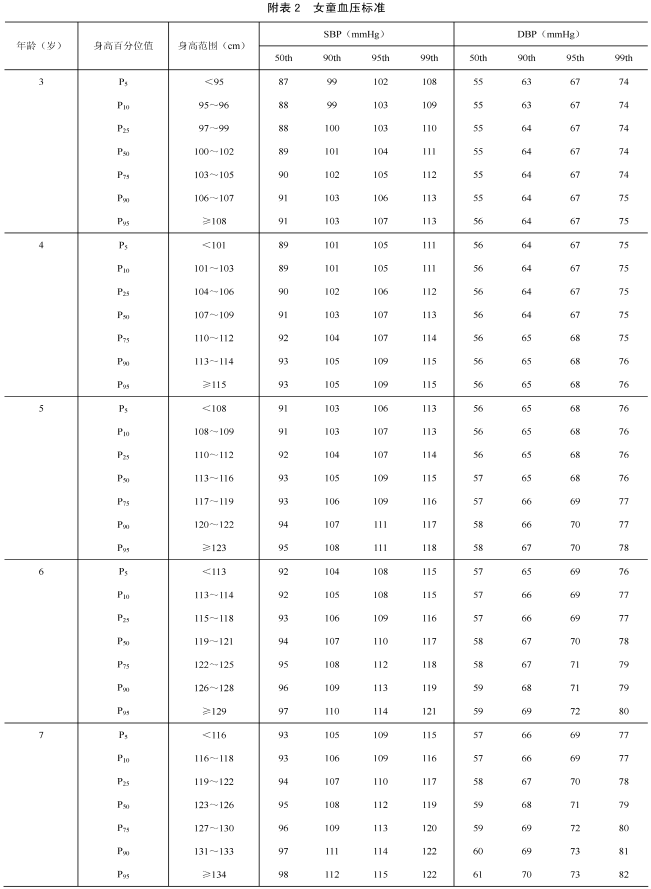 附表2 女童血压标准
年龄（岁） 身高百分位值 身高范围（cm） SBP（mmHg） DBP（mmHg）
50th 90th 95th 99th 50th 90th 95th 99th
3 P5 ＜95 87 99 102 108 55 63 67 74
P10 95～96 88 99 103 109 55 63 67 74
P25 97～99 88 100 103 110 55 64 67 74
P50 100～102 89 101 104 111 55 64 67 74
P75 103～105 90 102 105 112 55 64 67 74
P90 106～107 91 103 106 113 55 64 67 75
P95 ≥108 91 103 107 113 56 64 67 75
4 P5 ＜101 89 101 105 111 56 64 67 75
P10 101～103 89 101 105 111 56 64 67 75
P25 104～106 90 102 106 112 56 64 67 75
P50 107～109 91 103 107 113 56 64 67 75
P75 110～112 92 104 107 114 56 65 68 75
P90 113～114 93 105 109 115 56 65 68 76
P95 ≥115 93 105 109 115 56 65 68 76
5 P5 ＜108 91 103 106 113 56 65 68 76
P10 108～109 91 103 107 113 56 65 68 76
P25 110～112 92 104 107 114 56 65 68 76
P50 113～116 93 105 109 115 57 65 68 76
P75 117～119 93 106 109 116 57 66 69 77
P90 120～122 94 107 111 117 58 66 70 77
P95 ≥123 95 108 111 118 58 67 70 78
6 P5 ＜113 92 104 108 115 57 65 69 76
P10 113～114 92 105 108 115 57 66 69 77
P25 115～118 93 106 109 116 57 66 69 77
P50 119～121 94 107 110 117 58 67 70 78
P75 122～125 95 108 112 118 58 67 71 79
P90 126～128 96 109 113 119 59 68 71 79
P95 ≥129 97 110 114 121 59 69 72 80
7 P5 ＜116 93 105 109 115 57 66 69 77
P10 116～118 93 106 109 116 57 66 69 77
P25 119～122 94 107 110 117 58 67 70 78
P50 123～126 95 108 112 119 59 68 71 79
P75 127～130 96 109 113 120 59 69 72 80
P90 131～133 97 111 114 122 60 69 73 81
P95 ≥134 98 112 115 122 61 70 73 82